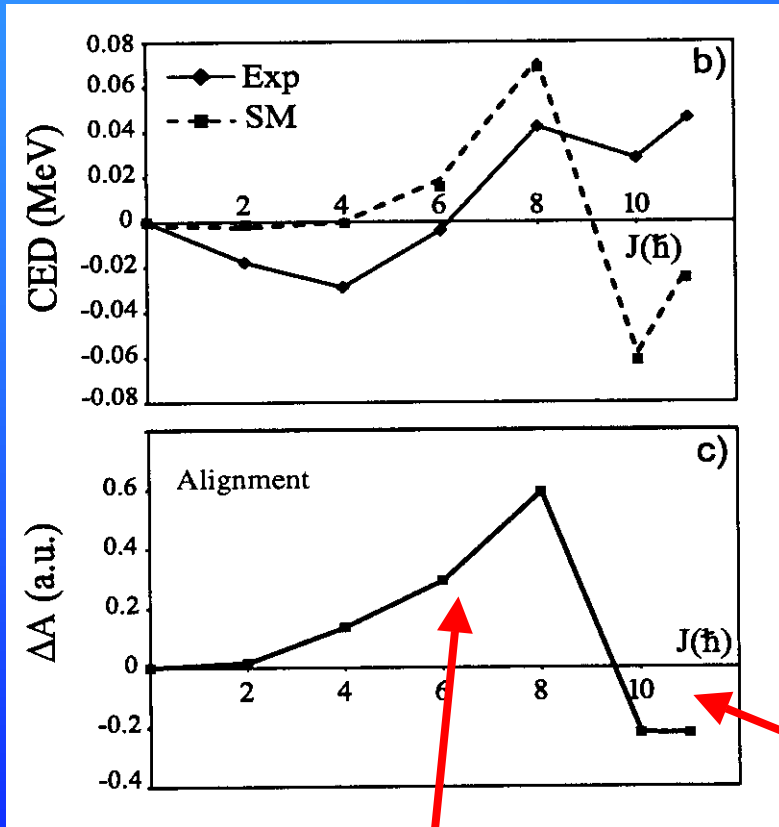 b)
0.08
0.06
0.04
0.02
0
-0.02
-0.04
-0.06
-0.08
CED (MeV)
Exp
SM
2 4 6 8 10
J(ħ)
c)
Alignment
0.6
0.4
0.2
0
-0.2
-0.4
ΔA (a.u.)
J(ħ)
2 4 6 8 10